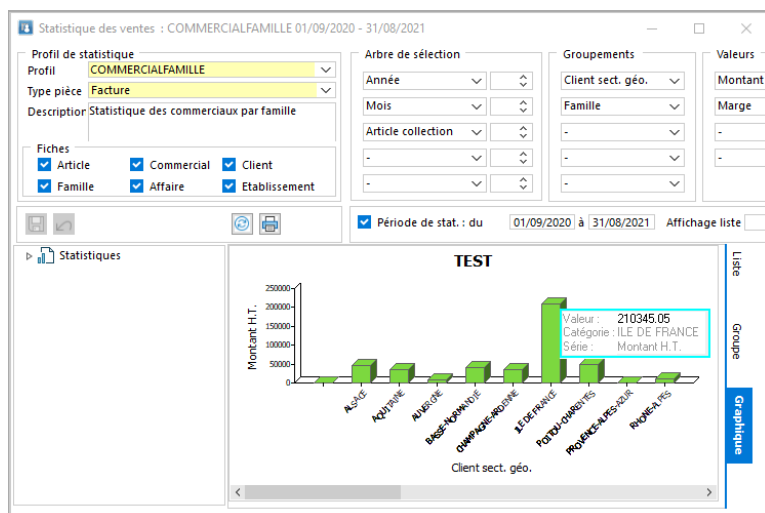 Statistique des ventes : COMMERCIALFAMILLE 01/09/2020 - 31/08/2021
Profil de statistique
Profil COMMERCIALFAMILLE
Type pièce Facture
Description Statistique des commerciaux par famille
Fiches
Article Commercial Client
Famille Affaire Etablissement
Arbre de sélection
Année
Mois
Article collection
-
-
Groupements
Client sect. géo.
Famille
-
-
-
Valeurs
Montant
Marge
-
-
Période de stat. : du 01/09/2020 à 31/08/2021 Affichage liste
Statistiques
TEST
Montant H.T.
250000
200000
150000
100000
50000
0
Valeur : 210345.05
Catégorie : ILE DE FRANCE
Série : Montant H.T.
ALSACE
AQUITAINE
AUVERGNE
BASSE-NORMANDIE
CHAMPAGNE-ARDENNE
ILE DE FRANCE
POITOU-CHARENTES
PROVENCE-ALPES-AZUR
RHONE-ALPES
Client sect. géo.
Liste
Groupe
Graphique